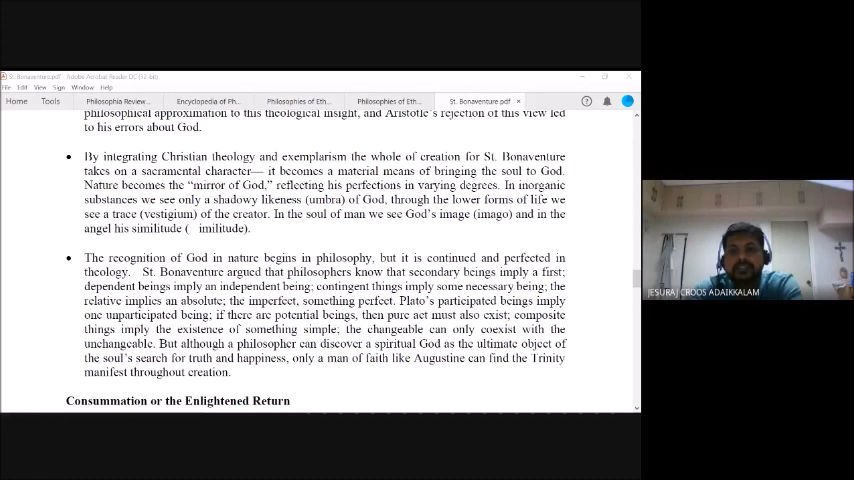 St. Bonaventure.pdf - Adobe Acrobat Reader DC (32-bit)
File Edit View Sign Window Help
Home Tools Philosophia Review... Encyclopedia of Ph... Philosophies of Eth... Philosophies of Eth... St. Bonaventure.pdf ×
philosophical approximation to this theological insight, and Aristotle's rejection of this view led
to his errors about God.
• By integrating Christian theology and exemplarism the whole of creation for St. Bonaventure
takes on a sacramental character— it becomes a material means of bringing the soul to God.
Nature becomes the “mirror of God,” reflecting his perfections in varying degrees. In inorganic
substances we see only a shadowy likeness (umbra) of God, through the lower forms of life we
see a trace (vestigium) of the creator. In the soul of man we see God's image (imago) and in the
angel his similitude ( imilitude).
• The recognition of God in nature begins in philosophy, but it is continued and perfected in
theology. St. Bonaventure argued that philosophers know that secondary beings imply a first;
dependent beings imply an independent being; contingent things imply some necessary being; the
relative implies an absolute; the imperfect, something perfect. Plato's participated beings imply
one unparticipated being; if there are potential beings, then pure act must also exist; composite
things imply the existence of something simple; the changeable can only coexist with the
unchangeable. But although a philosopher can discover a spiritual God as the ultimate object of
the soul's search for truth and happiness, only a man of faith like Augustine can find the Trinity
manifest throughout creation.
Consummation or the Enlightened Return
JESURAJ CROOS ADAIKKALAM